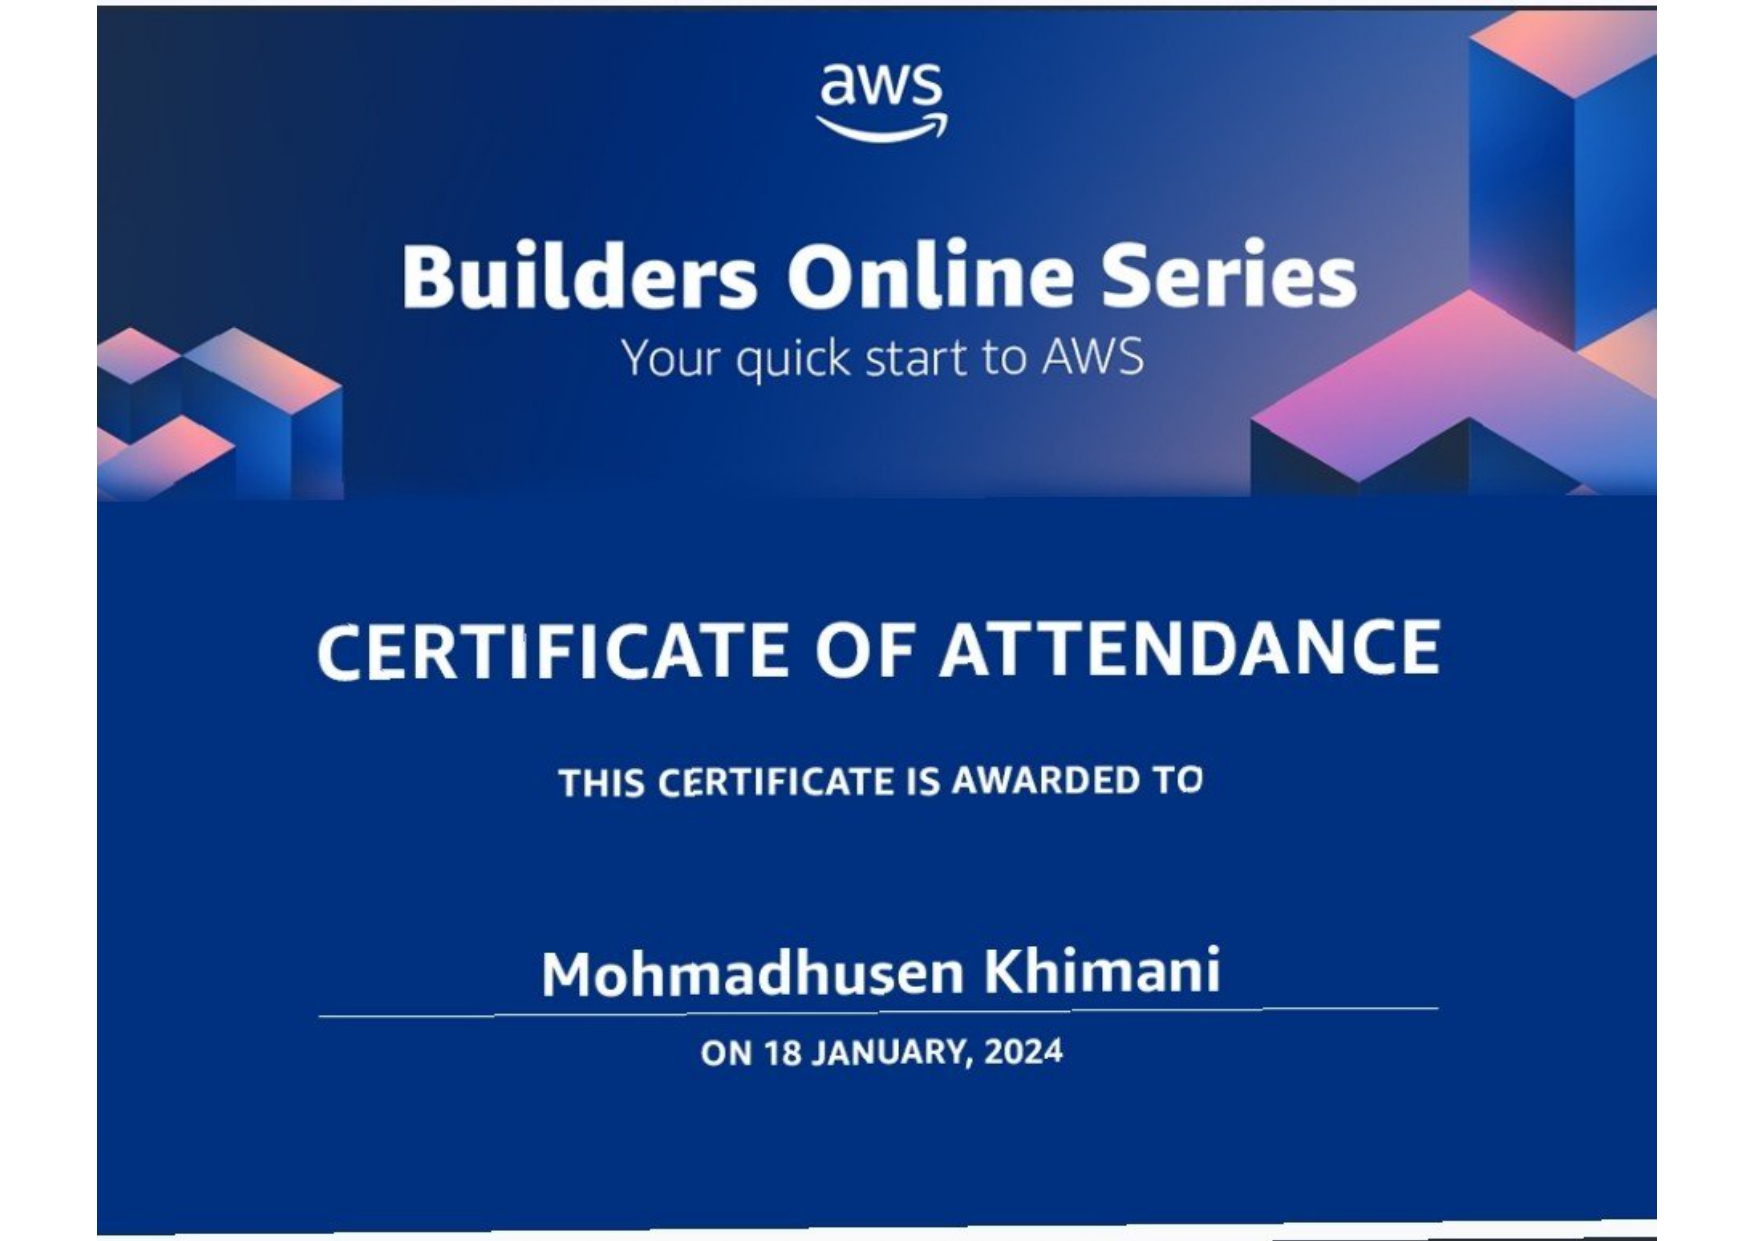 aws
Builders Online Series
Your quick start to AWS
CERTIFICATE OF ATTENDANCE
THIS CERTIFICATE IS AWARDED TO
Mohmadhusen Khimani
ON 18 JANUARY, 2024